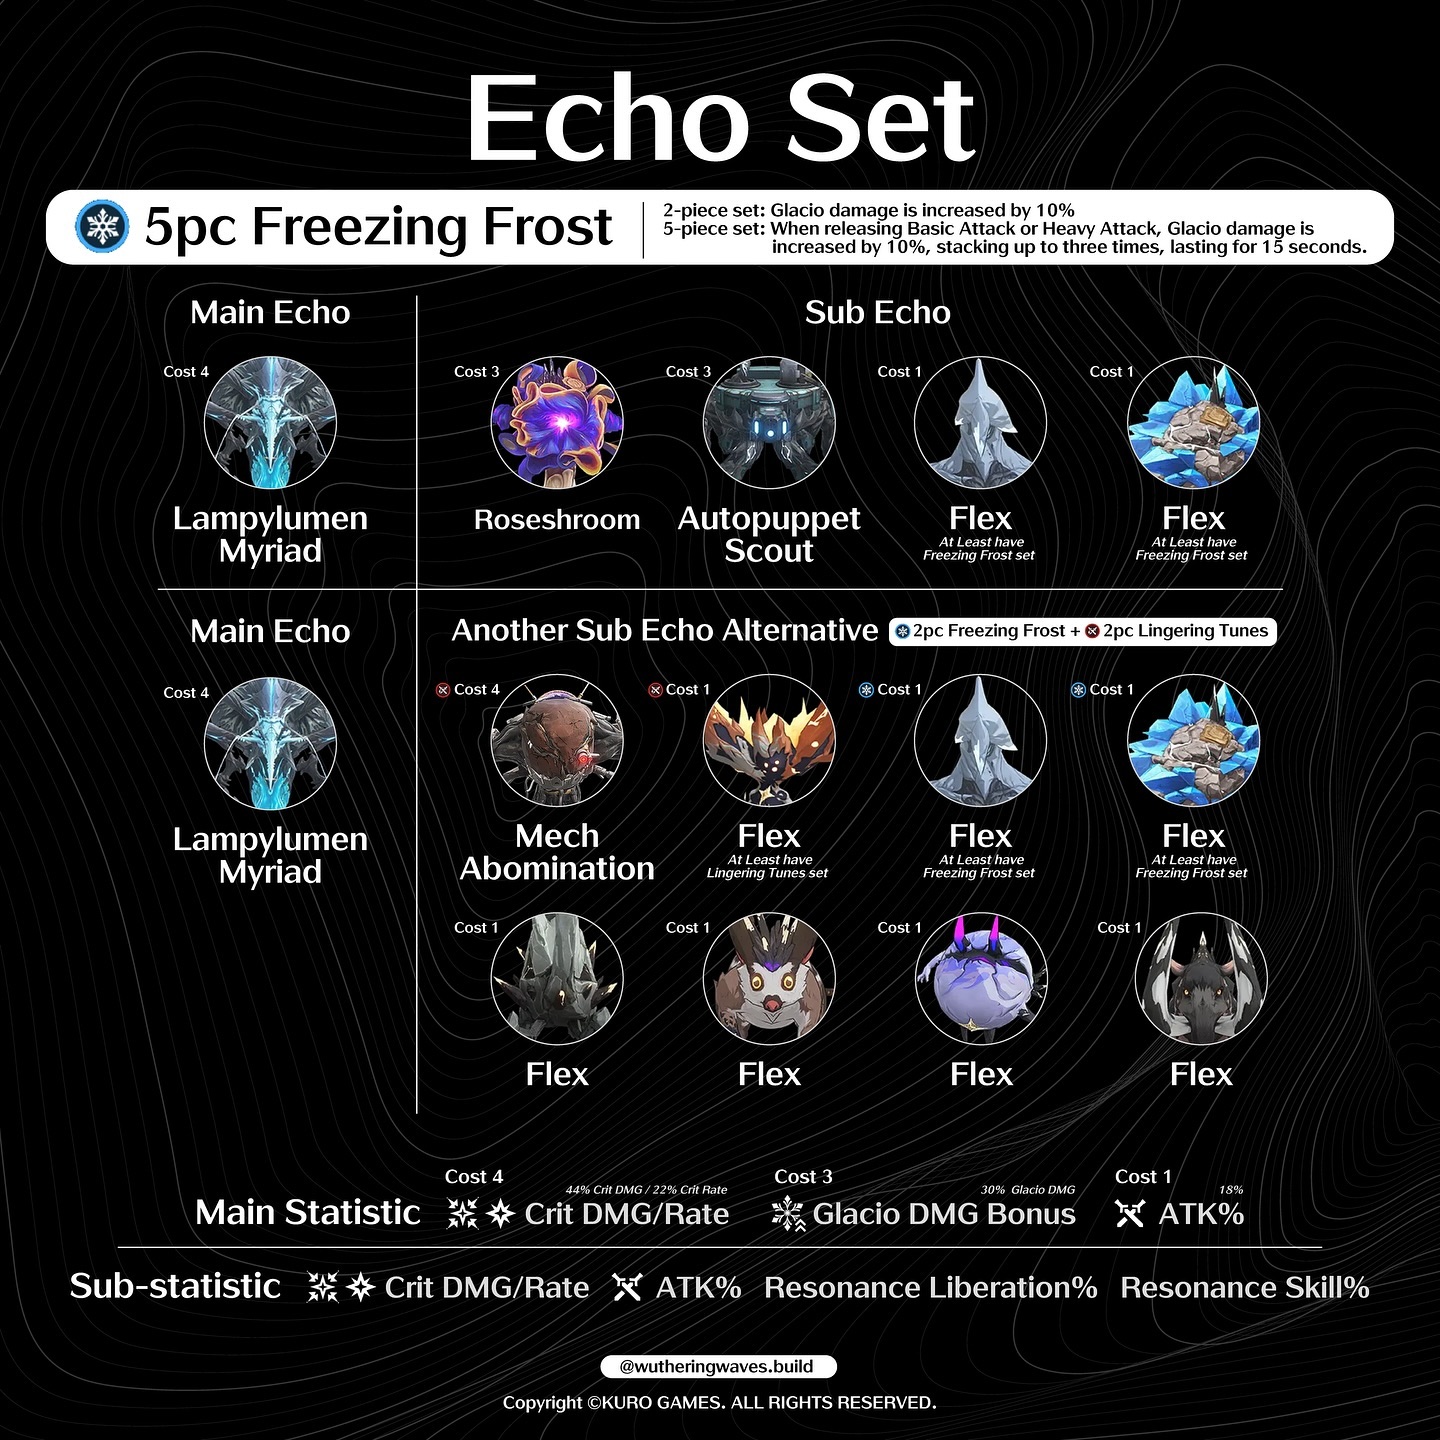 Echo Set
5pc Freezing Frost
2-piece set: Glacio damage is increased by 10%
5-piece set: When releasing Basic Attack or Heavy Attack, Glacio damage is
increased by 10%, stacking up to three times, lasting for 15 seconds.
Main Echo
Sub Echo
Cost 4
Cost 3
Cost 3
Cost 1
Cost 1
Lampylumen
Myriad
Roseshroom
Autopuppet
Scout
Flex
At Least have
Freezing Frost set
Flex
At Least have
Freezing Frost set
Main Echo
Another Sub Echo Alternative
2pc Freezing Frost + 2pc Lingering Tunes
Cost 4
Cost 4
Cost 1
Cost 1
Cost 1
Lampylumen
Myriad
Mech
Abomination
Flex
At Least have
Lingering Tunes set
Flex
At Least have
Freezing Frost set
Flex
At Least have
Freezing Frost set
Cost 1
Cost 1
Cost 1
Cost 1
Flex
Flex
Flex
Flex
Main Statistic
Cost 4
44% Crit DMG / 22% Crit Rate
Crit DMG/Rate
Cost 3
30% Glacio DMG
Glacio DMG Bonus
Cost 1
18%
ATK%
Sub-statistic
Crit DMG/Rate
ATK%
Resonance Liberation%
Resonance Skill%
@wutheringwaves.build
Copyright ©KURO GAMES. ALL RIGHTS RESERVED.